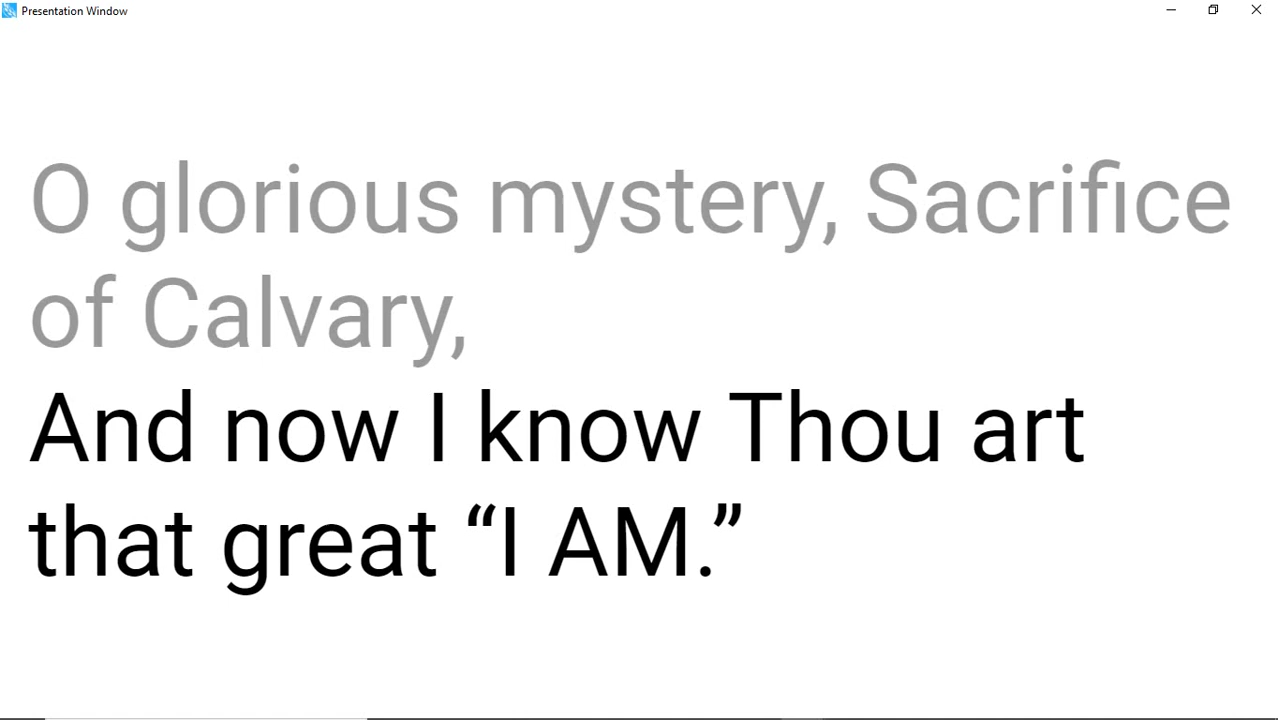 Presentation Window
O glorious mystery, Sacrifice
of Calvary,
And now I know Thou art
that great “I AM.”